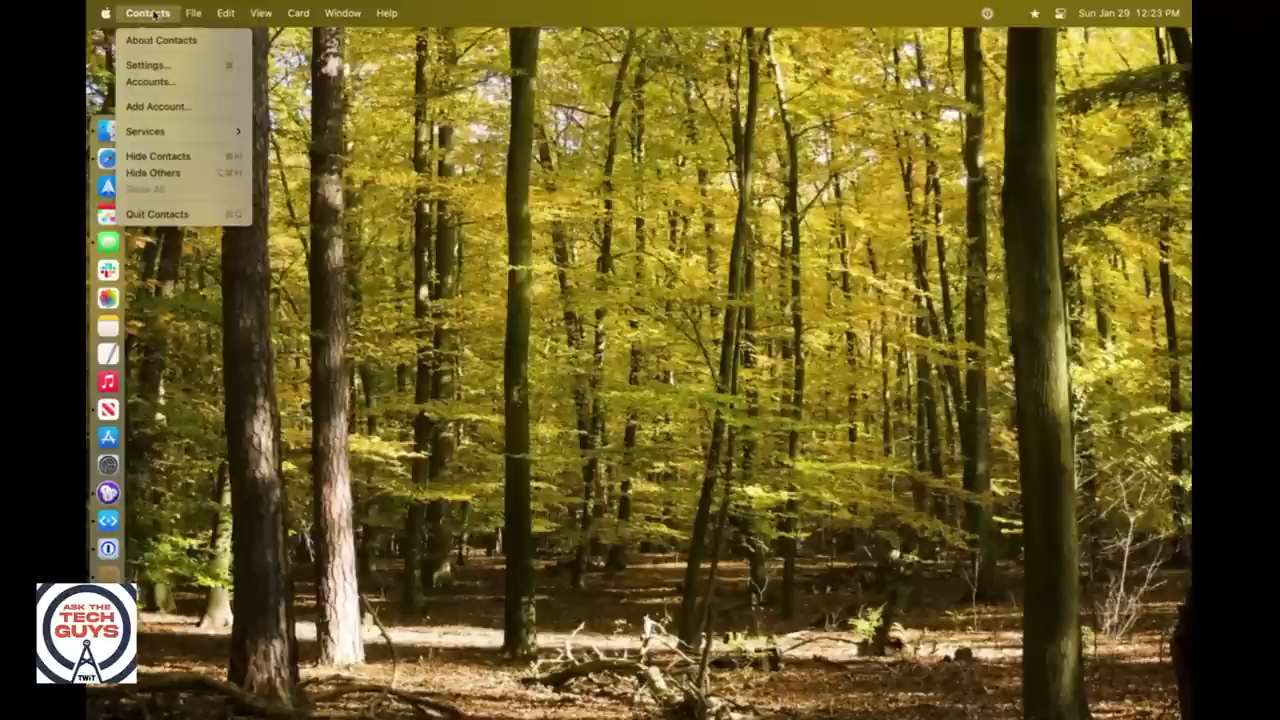 Contacts File Edit View Card Window Help
Sun Jan 29 12:23 PM
About Contacts
Settings... ⌘ ,
Accounts...
Add Account...
Services >
Hide Contacts ⌘H
Hide Others ⌥⌘H
Show All
Quit Contacts ⌘Q
ASK THE
TECH
GUYS
TWiT